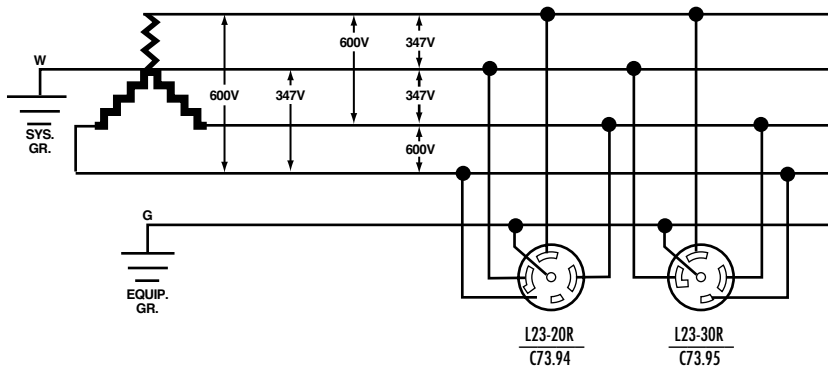 W
SYS.
GR.
600V
347V
600V
347V
347V
600V
G
EQUIP.
GR.
L23-20R
C73.94
L23-30R
C73.95